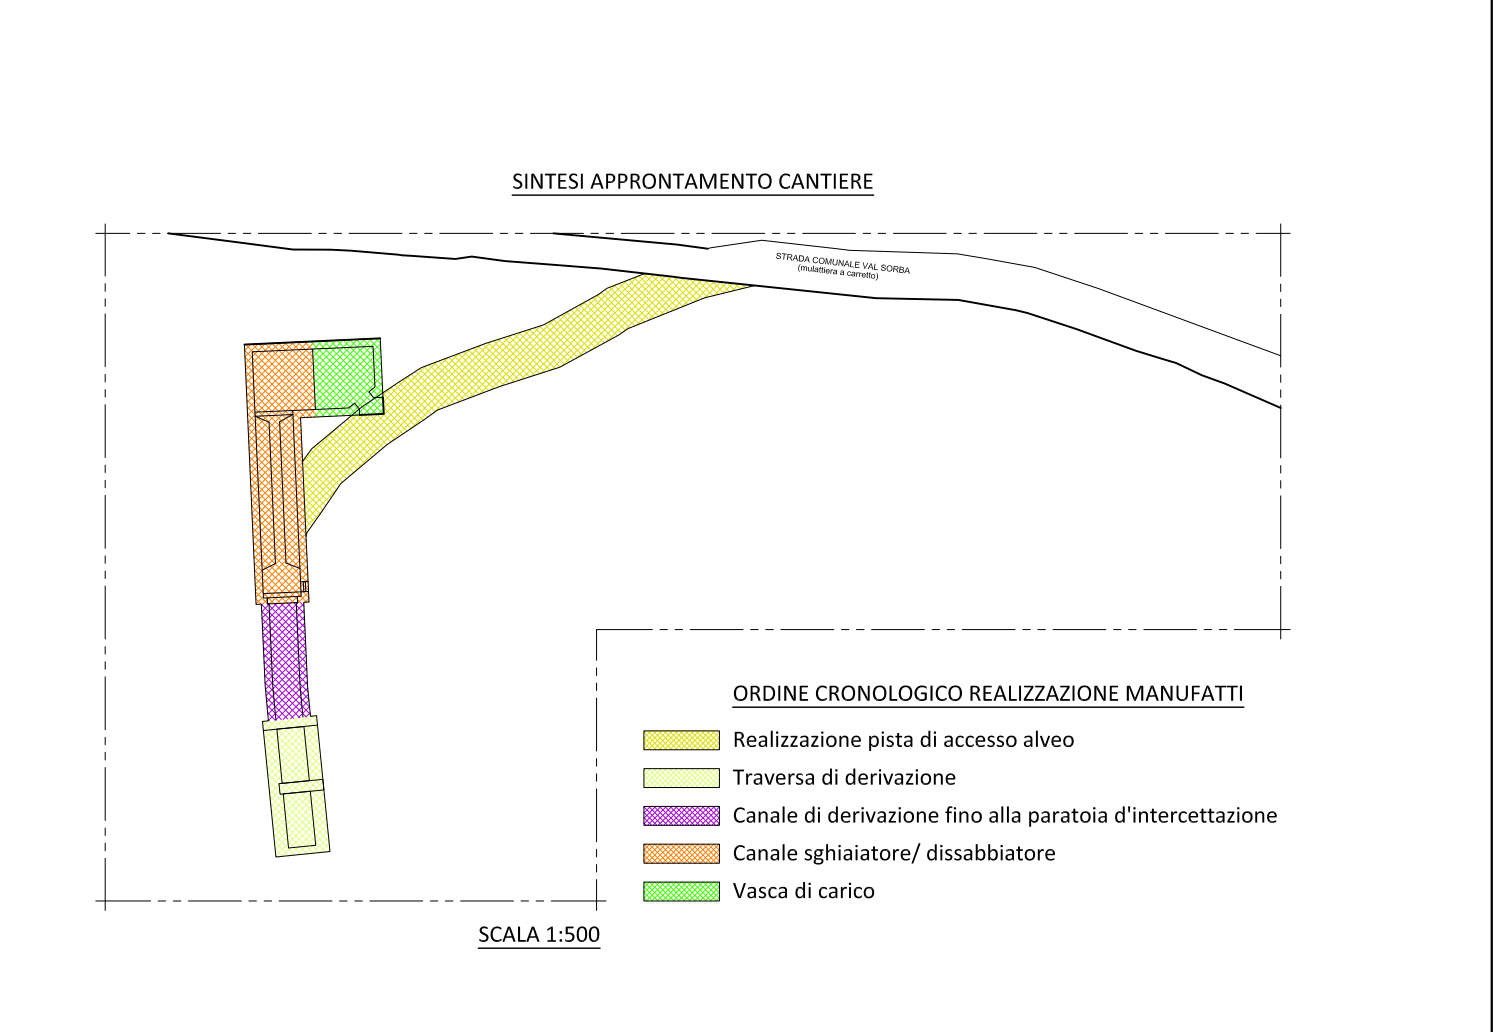 SINTESI APPRONTAMENTO CANTIERE
STRADA COMUNALE VAL SORBA
(mulattiera a carretto)
ORDINE CRONOLOGICO REALIZZAZIONE MANUFATTI
Realizzazione pista di accesso alveo
Traversa di derivazione
Canale di derivazione fino alla paratoia d'intercettazione
Canale sghiaiatore/ dissabbiatore
Vasca di carico
SCALA 1:500